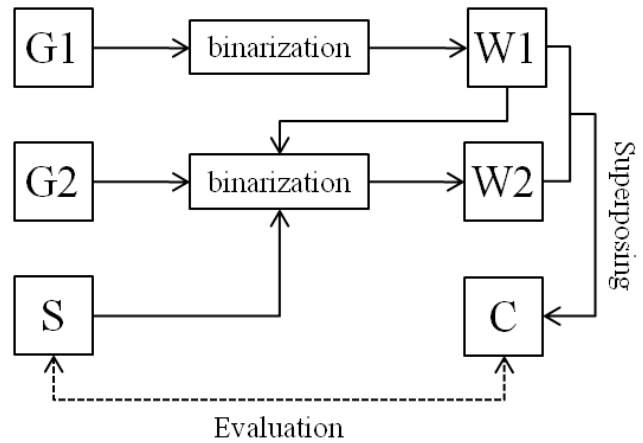 G1
binarization
W1
G2
binarization
W2
Superposing
S
C
Evaluation